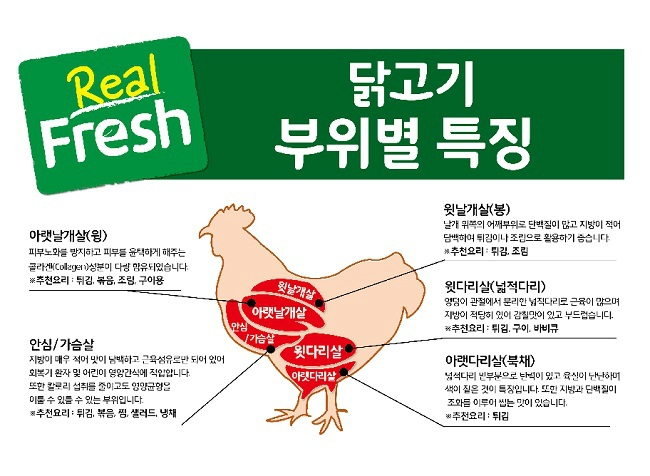 Real
Fresh
닭고기
부위별 특징
아랫날개살(윙)
피부노화를 방지하고 피부를 윤택하게 해주는
콜라겐(Collagen)성분이 다량 함유되었습니다.
※추천요리 : 튀김, 볶음, 조림, 구이용
안심/가슴살
지방이 매우 적어 맛이 담백하고 근육섬유로만 되어 있어
회복기 환자 및 어린이 영양간식에 적합합니다.
또한 칼로리 섭취를 줄이고도 영양균형을
이룰 수 있을 수 있는 부위입니다.
※추천요리 : 튀김, 볶음, 찜, 샐러드, 냉채
윗날개살
아랫날개살
안심
/가슴살
윗다리살
아랫다리살
윗날개살(봉)
날개 위쪽의 어깨부위로 단백질이 많고 지방이 적어
담백하여 튀김이나 조림으로 활용하기 좋습니다.
※추천요리 : 튀김, 조림
윗다리살(넓적다리)
엉덩이 관절에서 분리한 넓적다리로 근육이 많으며
지방이 적당히 있어 감칠맛이 있고 부드럽습니다.
※추천요리 : 튀김, 구이, 바비큐
아랫다리살(북채)
넓적다리 밑부분으로 탄력이 있고 육질이 단단하며
색이 짙은 것이 특징입니다. 또한 지방과 단백질이
조화를 이루어 씹는 맛이 있습니다.
※추천요리 : 튀김